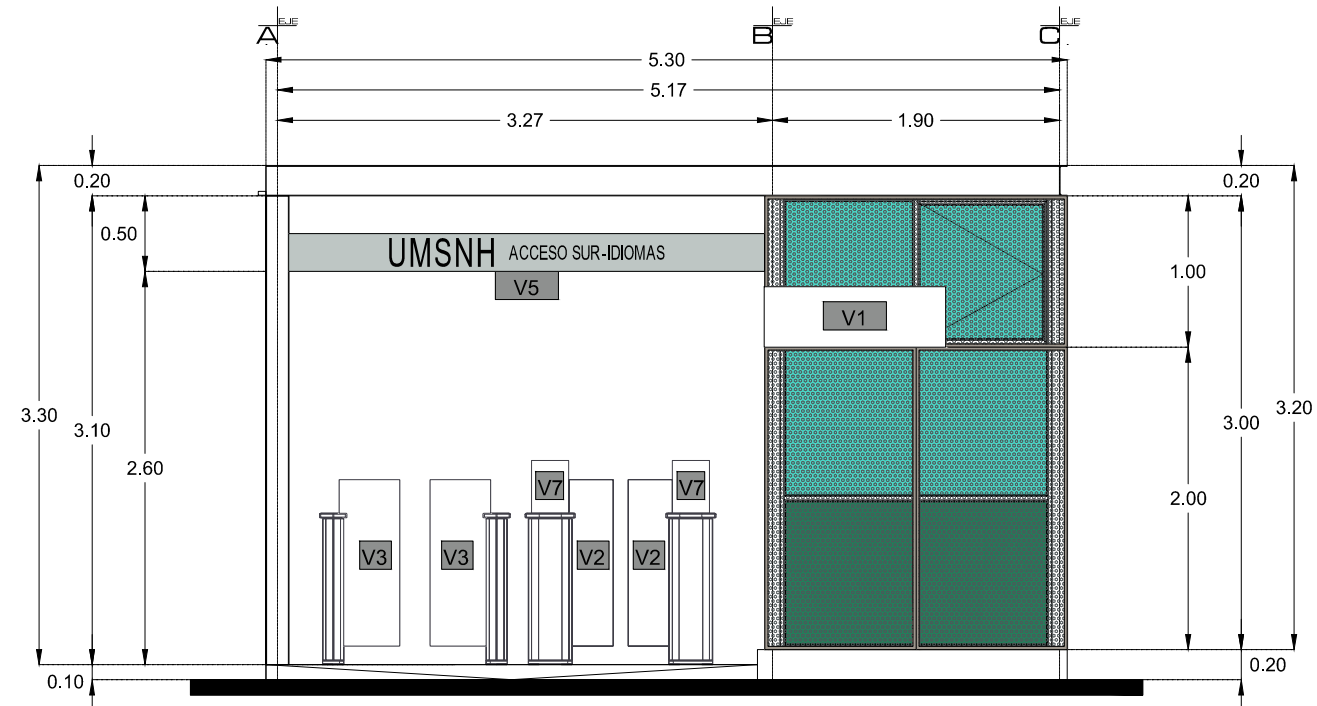 EJE EJE EJE
A B C
5.30
5.17
3.27 1.90
0.20 0.20
0.50
UMSNH ACCESO SUR-IDIOMAS
1.00
V5
V1
3.30 3.10 3.00 3.20
2.60
V7 V7
2.00
V3 V3 V2 V2
0.10 0.20